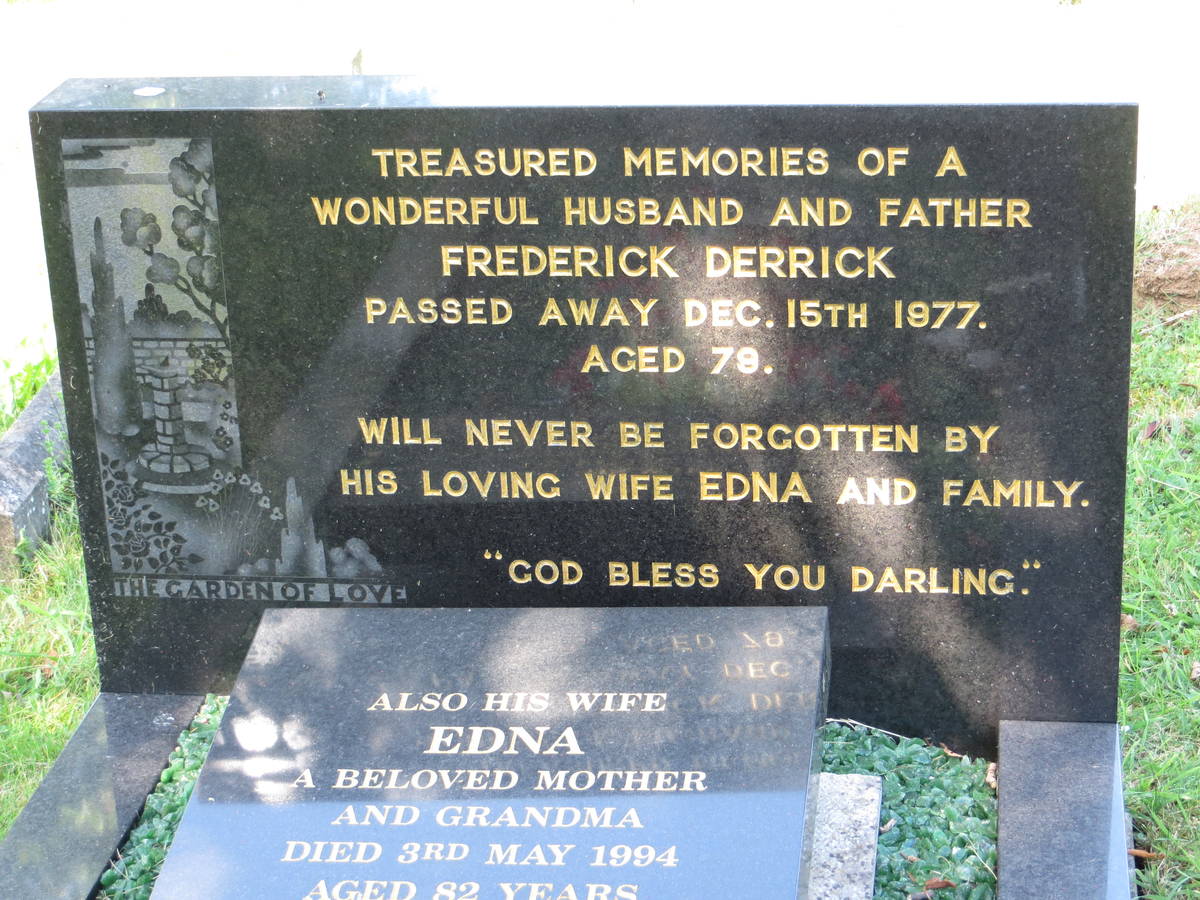 TREASURED MEMORIES OF A
WONDERFUL HUSBAND AND FATHER
FREDERICK DERRICK
PASSED AWAY DEC. 15TH 1977.
AGED 79.
WILL NEVER BE FORGOTTEN BY
HIS LOVING WIFE EDNA AND FAMILY.
"GOD BLESS YOU DARLING."
THE GARDEN OF LOVE
ALSO HIS WIFE
EDNA
A BELOVED MOTHER
AND GRANDMA
DIED 3RD MAY 1994
AGED 82 YEARS